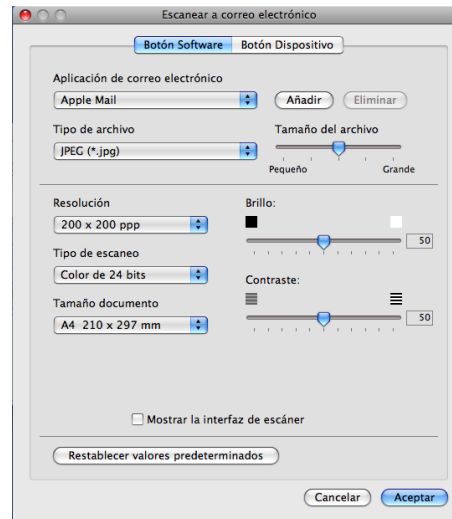 Escanear a correo electrónico
Botón Software Botón Dispositivo
Aplicación de correo electrónico
Apple Mail Añadir Eliminar
Tipo de archivo Tamaño del archivo
JPEG (*.jpg)
Pequeño Grande
Resolución Brillo:
200 x 200 ppp
50
Tipo de escaneo
Color de 24 bits
Contraste:
Tamaño documento
A4 210 x 297 mm 50
Mostrar la interfaz de escáner
Restablecer valores predeterminados
Cancelar Aceptar